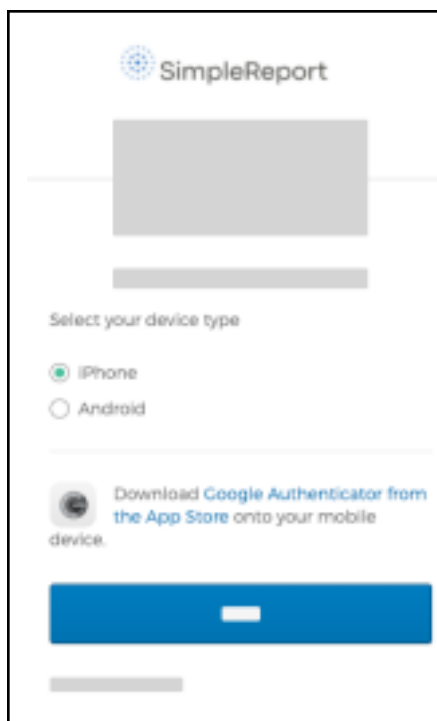 SimpleReport
Select your device type
iPhone
Android
Download Google Authenticator from
the App Store onto your mobile
device.